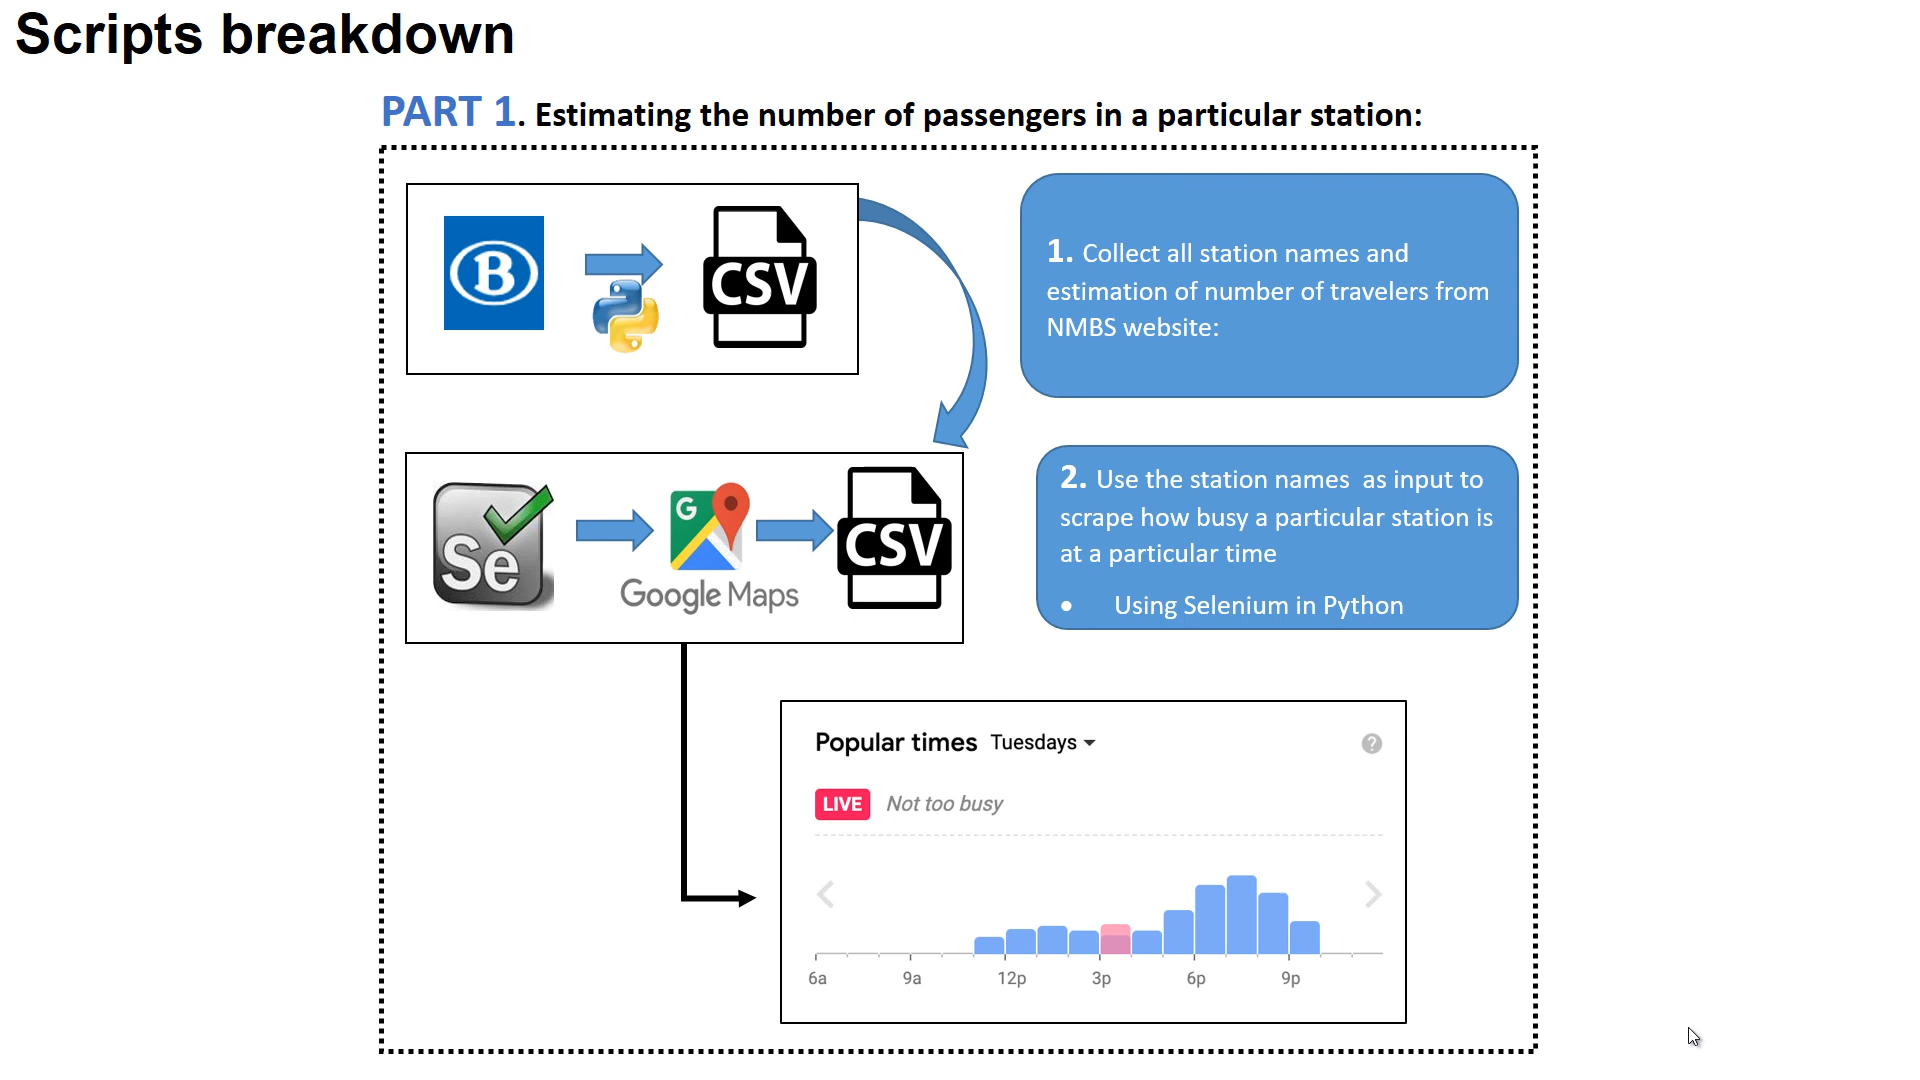 Scripts breakdown
PART 1. Estimating the number of passengers in a particular station:
B
CSV
1. Collect all station names and
estimation of number of travelers from
NMBS website:
Se
G
Google Maps
CSV
2. Use the station names  as input to
scrape how busy a particular station is
at a particular time
• Using Selenium in Python
Popular times Tuesdays
?
LIVE Not too busy
6a 9a 12p 3p 6p 9p